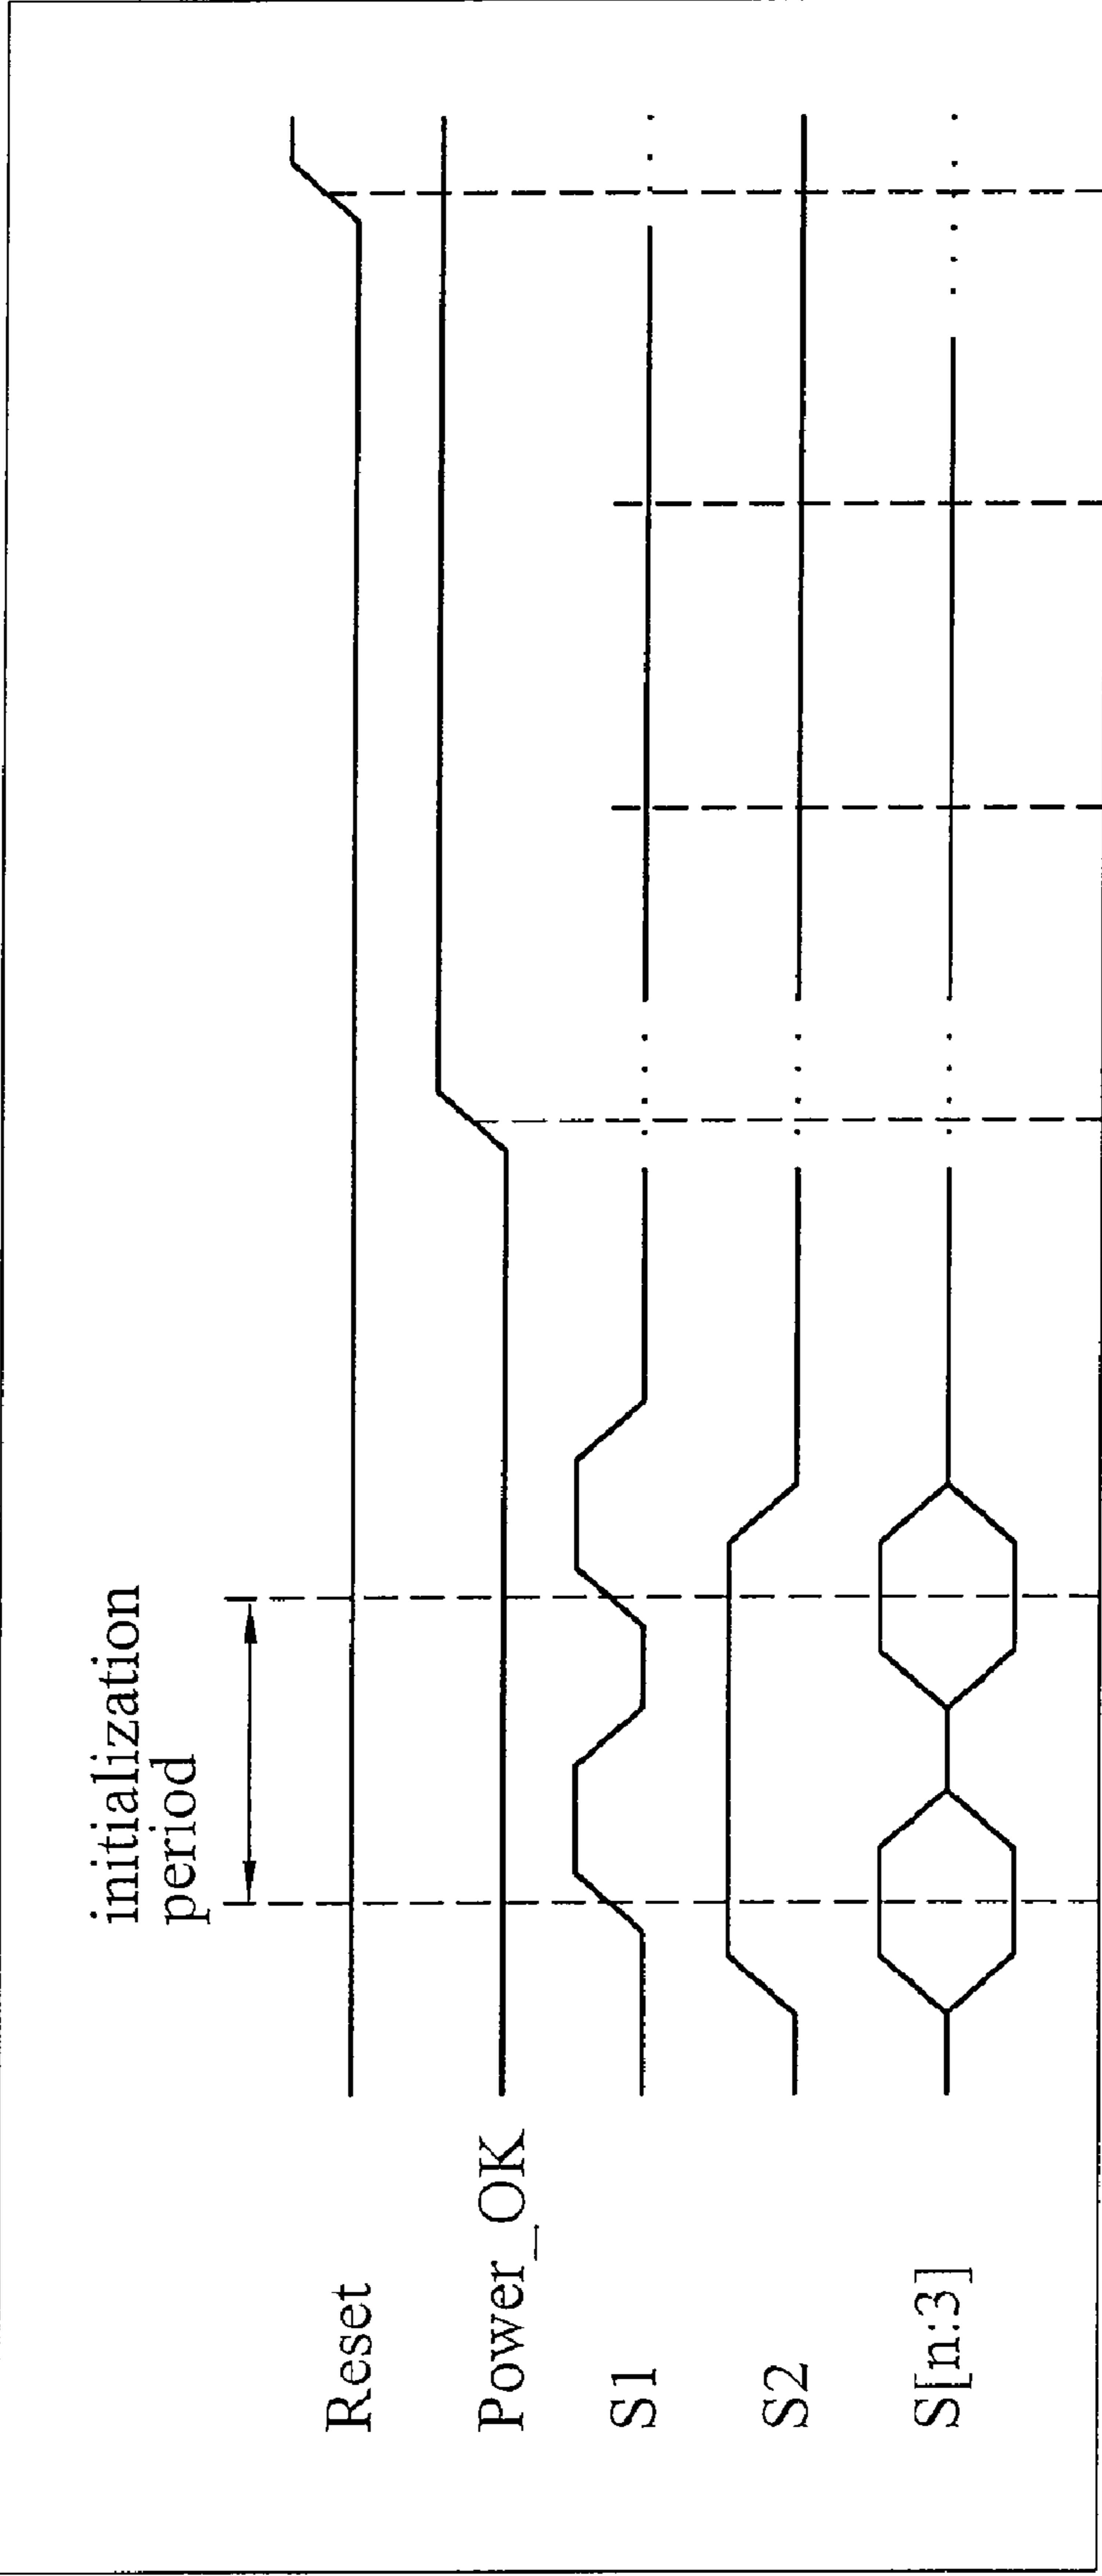 initialization
period
Reset
Power_OK
S1
S2
S[n:3]